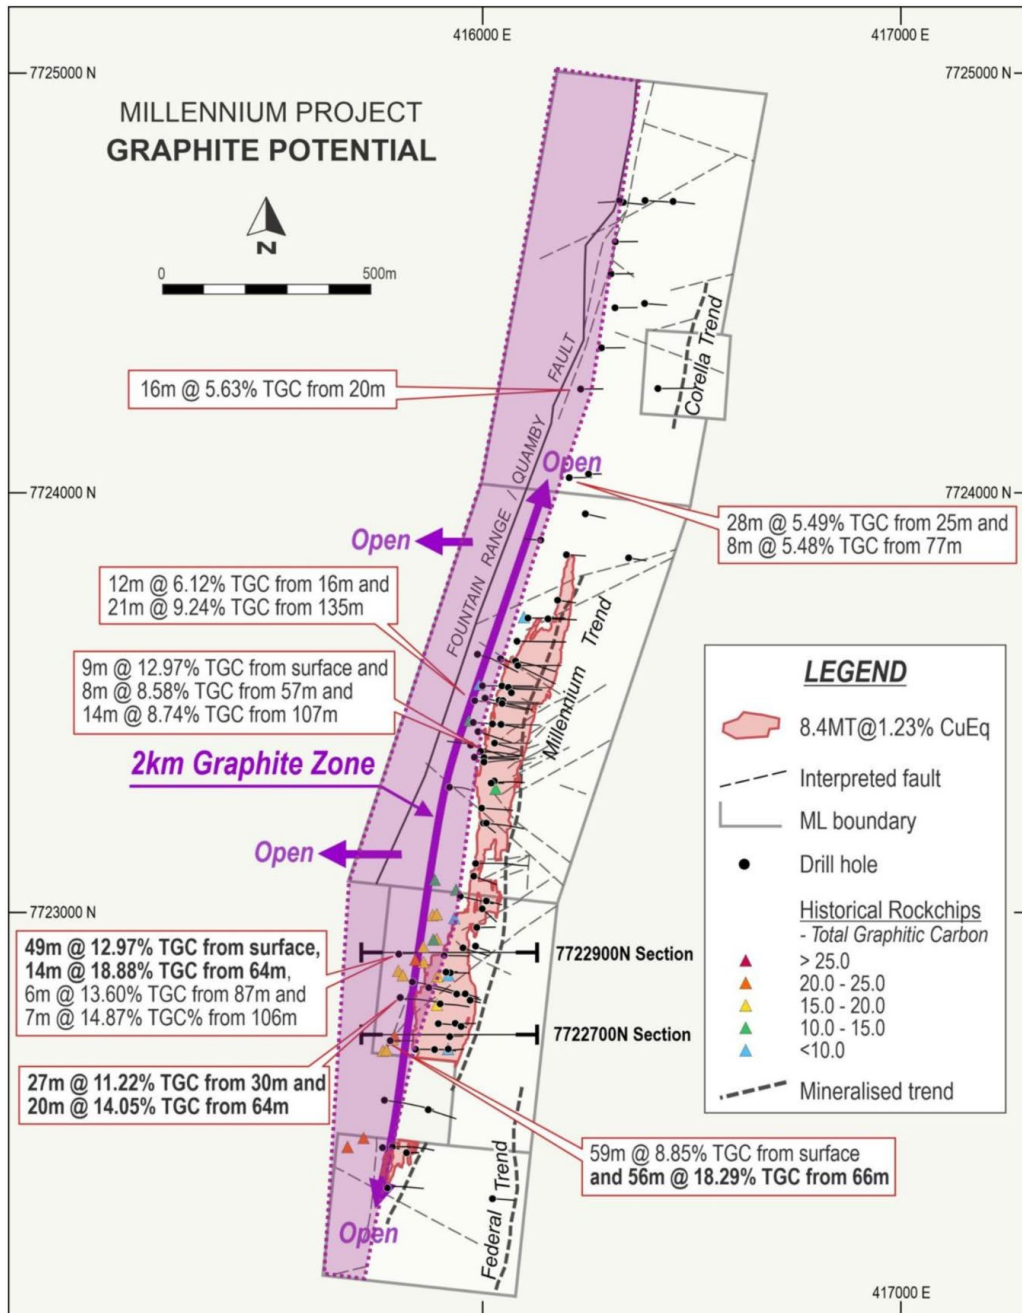 416000 E
417000 E
7725000 N
7725000 N
MILLENNIUM PROJECT
GRAPHITE POTENTIAL
N
0
500m
Corella Trend
FAULT
16m @ 5.63% TGC from 20m
FOUNTAIN RANGE / QUAMBY
Open
7724000 N
7724000 N
28m @ 5.49% TGC from 25m and
8m @ 5.48% TGC from 77m
Open
12m @ 6.12% TGC from 16m and
21m @ 9.24% TGC from 135m
9m @ 12.97% TGC from surface and
8m @ 8.58% TGC from 57m and
14m @ 8.74% TGC from 107m
Millennium Trend
2km Graphite Zone
Open
LEGEND
8.4MT@1.23% CuEq
Interpreted fault
ML boundary
Drill hole
Historical Rockchips
- Total Graphitic Carbon
> 25.0
20.0 - 25.0
15.0 - 20.0
10.0 - 15.0
<10.0
Mineralised trend
7723000 N
49m @ 12.97% TGC from surface,
14m @ 18.88% TGC from 64m,
6m @ 13.60% TGC from 87m and
7m @ 14.87% TGC% from 106m
7722900N Section
7722700N Section
27m @ 11.22% TGC from 30m and
20m @ 14.05% TGC from 64m
59m @ 8.85% TGC from surface
and 56m @ 18.29% TGC from 66m
Federal Trend
Open
417000 E